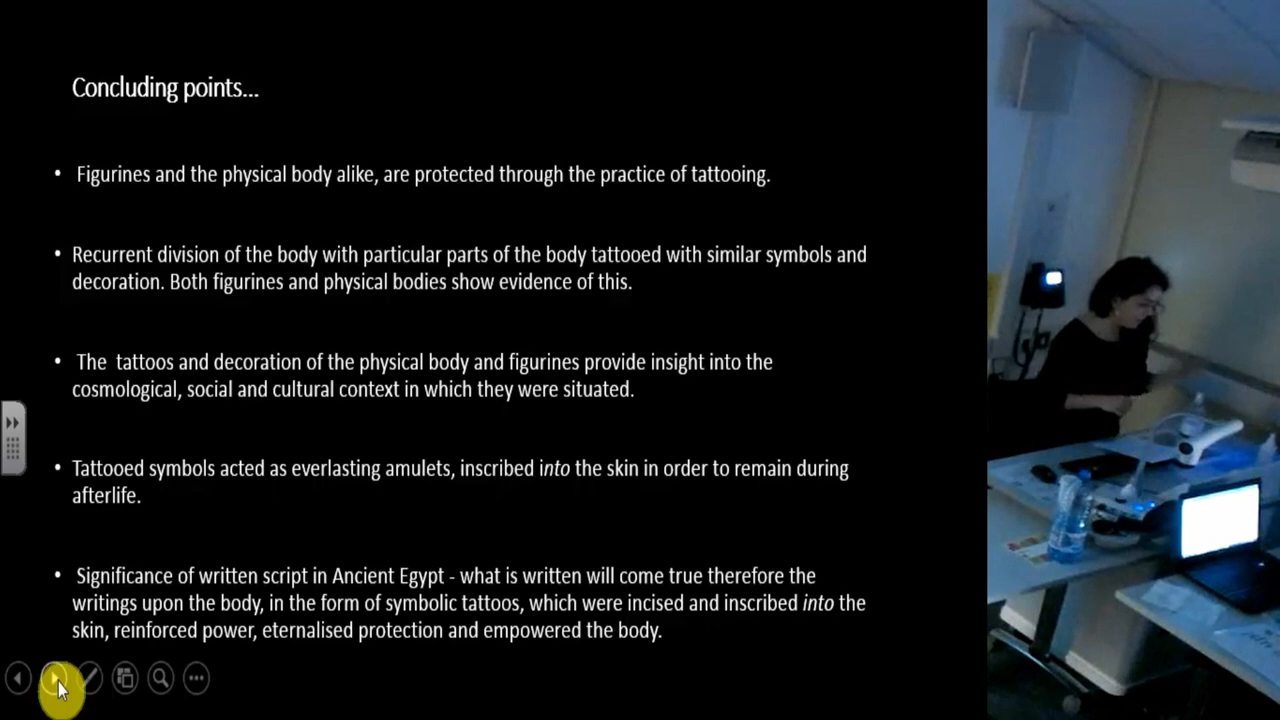 Concluding points...
• Figurines and the physical body alike, are protected through the practice of tattooing.
• Recurrent division of the body with particular parts of the body tattooed with similar symbols and
decoration. Both figurines and physical bodies show evidence of this.
• The tattoos and decoration of the physical body and figurines provide insight into the
cosmological, social and cultural context in which they were situated.
• Tattooed symbols acted as everlasting amulets, inscribed into the skin in order to remain during
afterlife.
• Significance of written script in Ancient Egypt - what is written will come true therefore the
writings upon the body, in the form of symbolic tattoos, which were incised and inscribed into the
skin, reinforced power, eternalised protection and empowered the body.